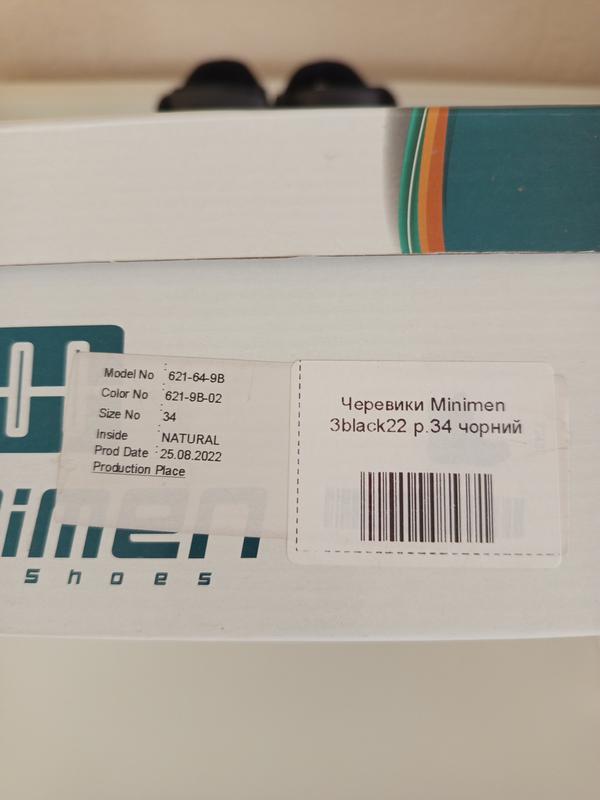 Model No : 621-64-9B
Color No : 621-9B-02
Size No : 34
Inside : NATURAL
Prod Date : 25.08.2022
Production Place
Черевики Minimen
3black22 р.34 чорний
shoes